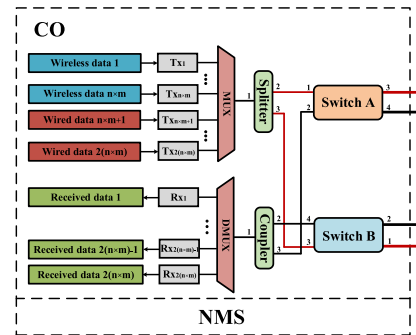 CO
Wireless data 1
Tx1
Wireless data n×m
Txn×m
Wired data n×m+1
Txn×m+1
Wired data 2(n×m)
Tx2(n×m)
MUX
1
Splitter
2
3
1
2
Switch A
3
4
Received data 1
Rx1
Received data 2(n×m)-1
Rx2(n×m)-1
Received data 2(n×m)
Rx2(n×m)
DMUX
1
Coupler
2
3
4
3
Switch B
2
1
NMS